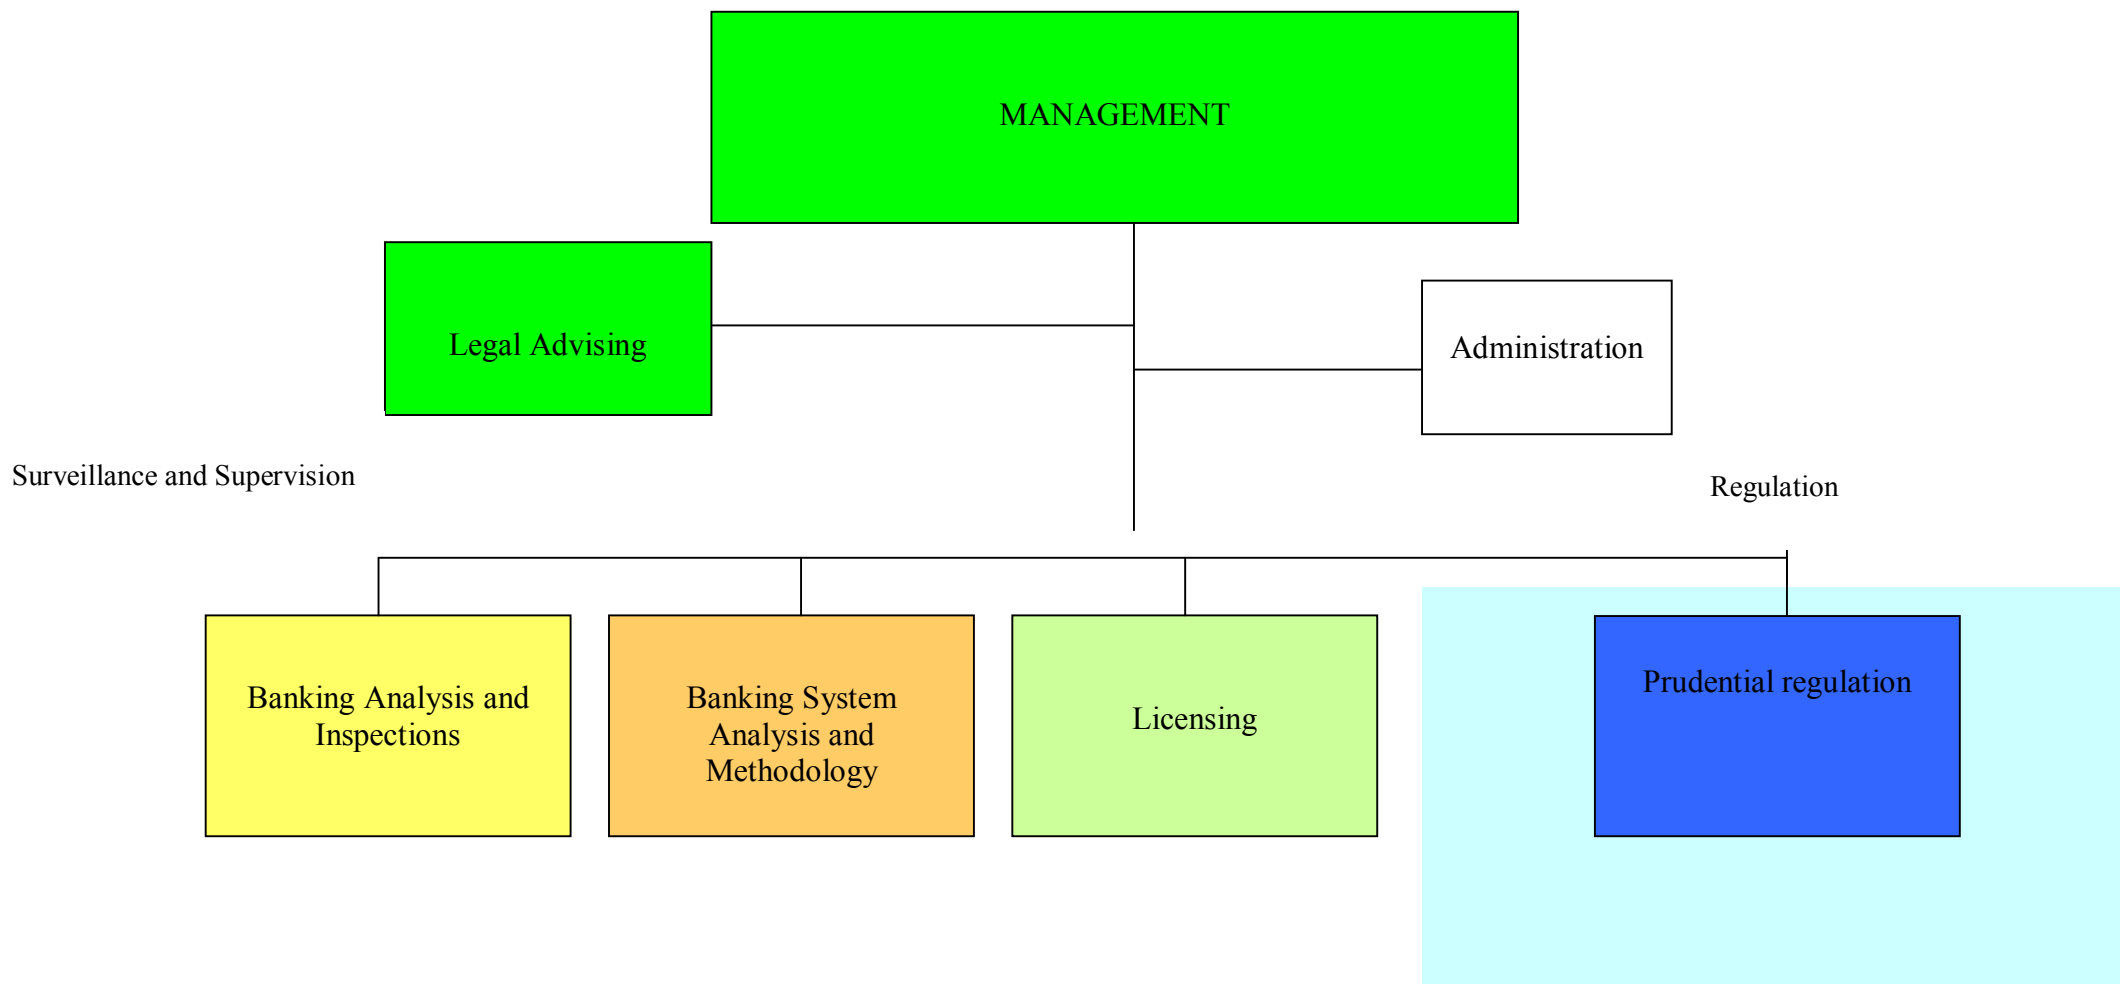 MANAGEMENT
Legal Advising
Administration
Surveillance and Supervision
Regulation
Banking Analysis and
Inspections
Banking System
Analysis and
Methodology
Licensing
Prudential regulation